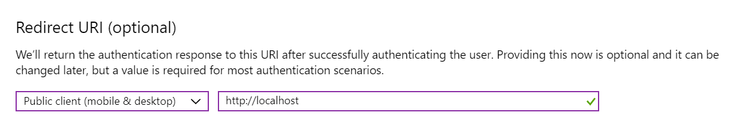 Redirect URI (optional)
We'll return the authentication response to this URI after successfully authenticating the user. Providing this now is optional and it can be
changed later, but a value is required for most authentication scenarios.
Public client (mobile & desktop)
http://localhost